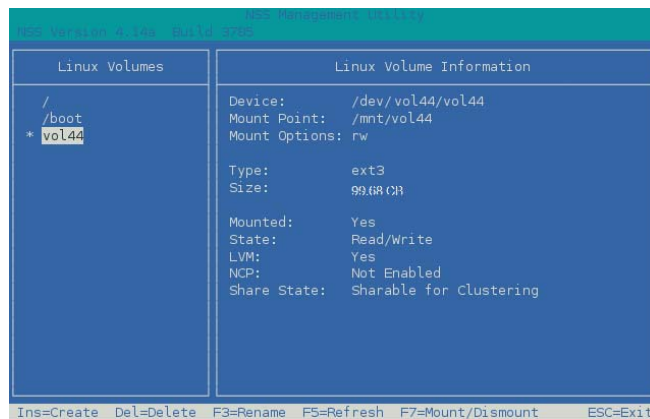 NSS Management Utility
NSS Version 4.14a Build 3785
Linux Volumes
/
/boot
* vol44
Linux Volume Information
Device: /dev/vol44/vol44
Mount Point: /mnt/vol44
Mount Options: rw
Type: ext3
Size: 99.68 GB
Mounted: Yes
State: Read/Write
LVM: Yes
NCP: Not Enabled
Share State: Sharable for Clustering
Ins=Create Del=Delete F3=Rename F5=Refresh F7=Mount/Dismount ESC=Exit